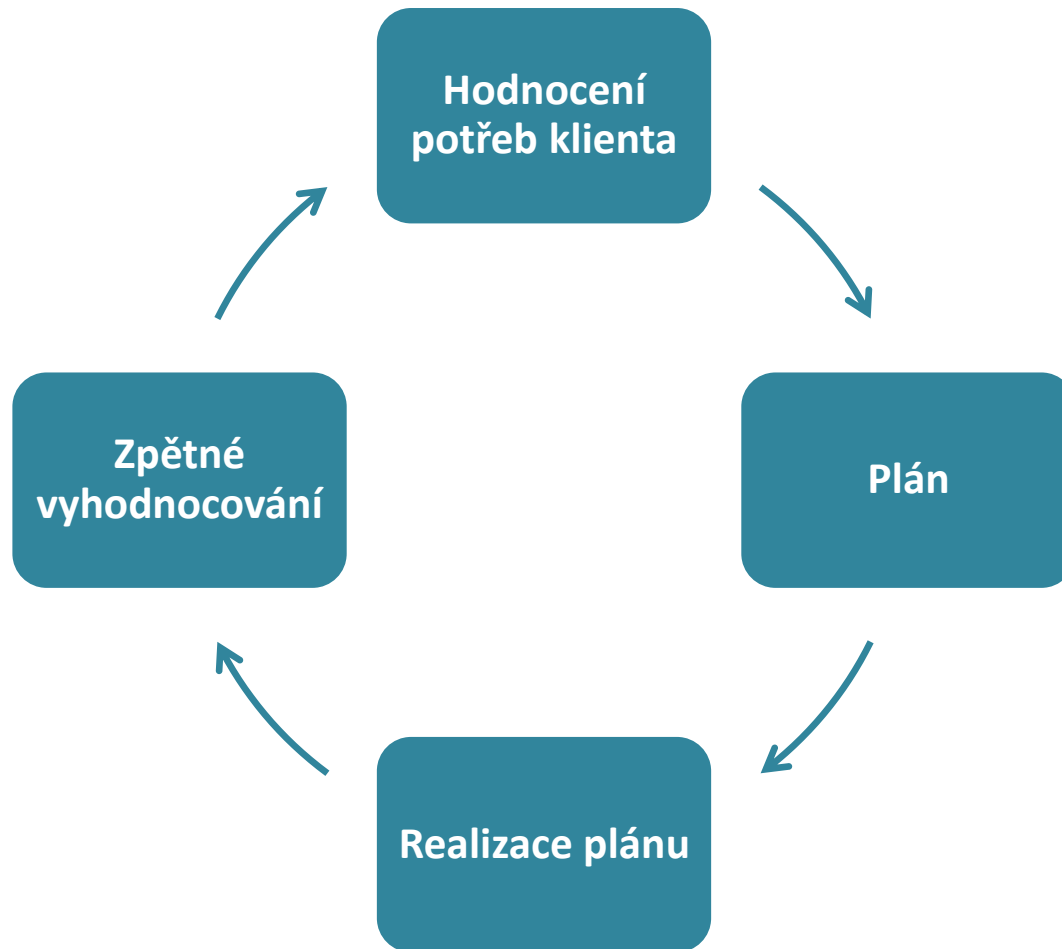 Hodnocení
potřeb klienta
Zpětné
vyhodnocování
Plán
Realizace plánu